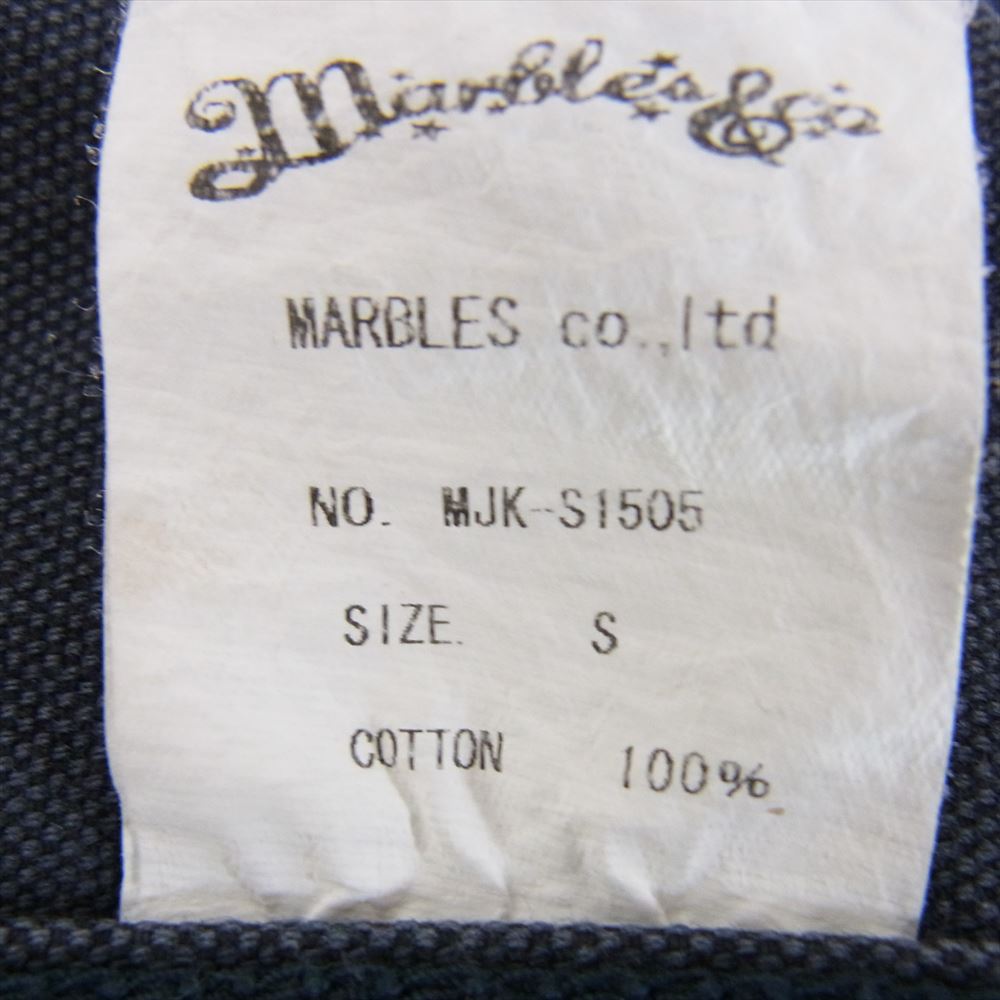 Marbles & Co
MARBLES co.,ltd
NO. MJK-S1505
SIZE. S
COTTON 100%